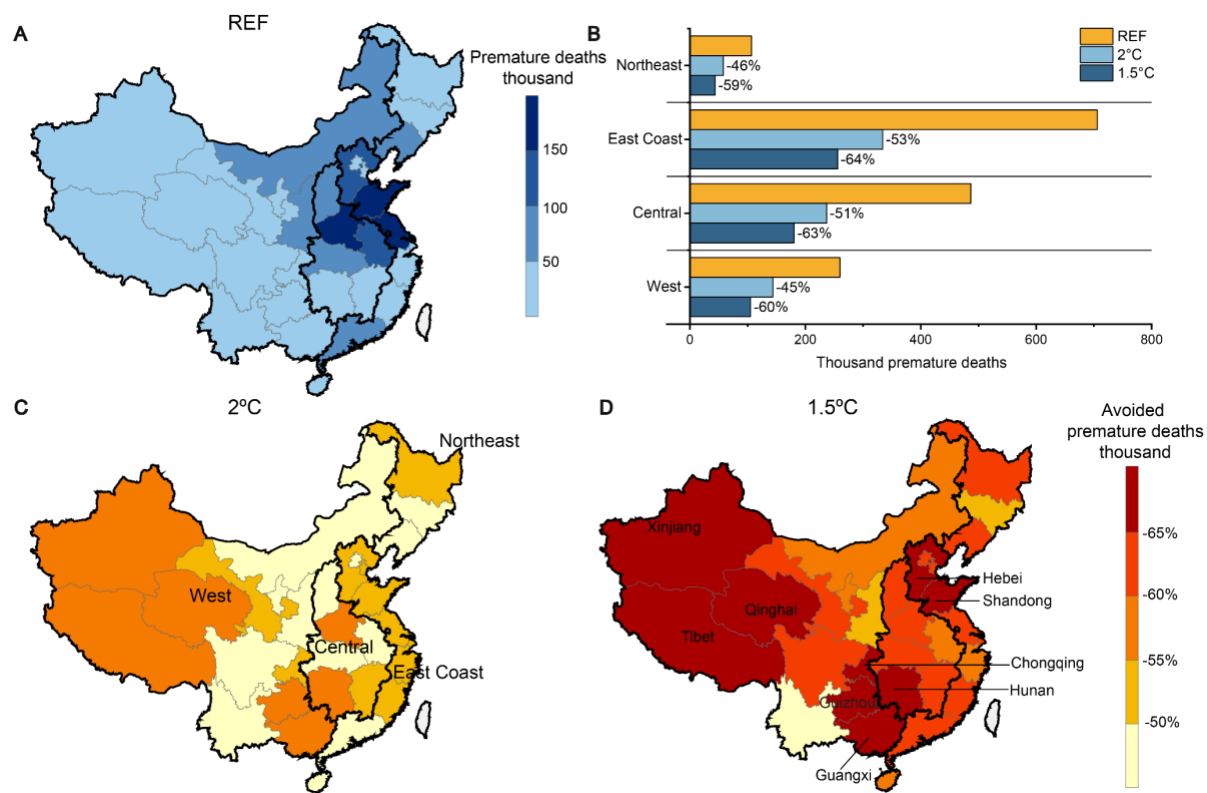 A
REF
Premature deaths
thousand
150
100
50
B
REF
2°C
1.5°C
Northeast
-46%
-59%
East Coast
-53%
-64%
Central
-51%
-63%
West
-45%
-60%
0
200
400
600
800
Thousand premature deaths
C
2ºC
Northeast
West
Central
East Coast
D
1.5ºC
Avoided
premature deaths
thousand
-65%
-60%
-55%
-50%
Xinjiang
Qinghai
Tibet
Hebei
Shandong
Chongqing
Hunan
Guizhou
Guangxi